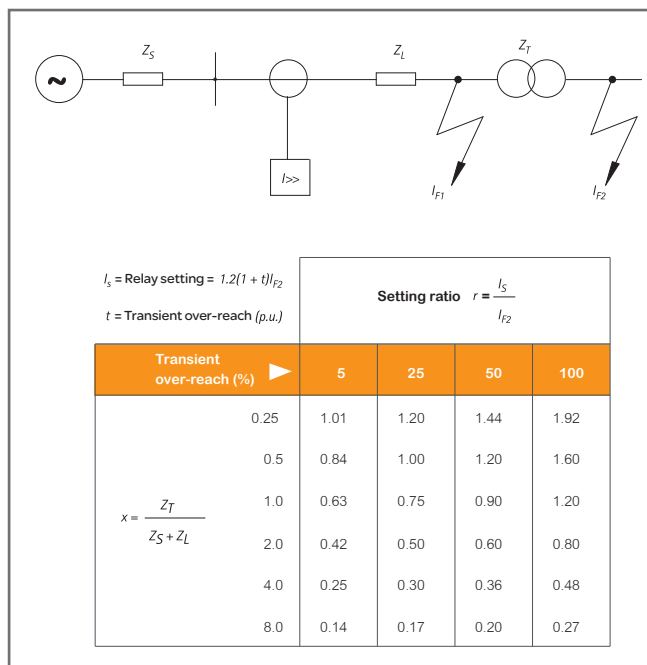 Z_S Z_L Z_T
~
I>>
I_F1 I_F2
I_s = Relay setting = 1.2(1 + t)I_F2
t = Transient over-reach (p.u.)
Setting ratio r = I_S / I_F2
Transient over-reach (%) 5 25 50 100
x = Z_T / Z_S + Z_L
0.25 1.01 1.20 1.44 1.92
0.5 0.84 1.00 1.20 1.60
1.0 0.63 0.75 0.90 1.20
2.0 0.42 0.50 0.60 0.80
4.0 0.25 0.30 0.36 0.48
8.0 0.14 0.17 0.20 0.27